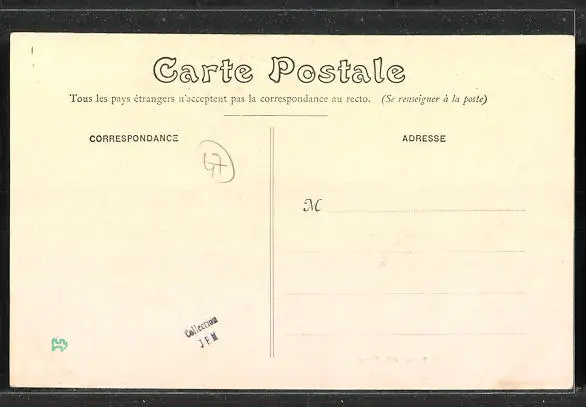 Carte Postale
Tous les pays étrangers n'acceptent pas la correspondance au recto. (Se renseigner à la poste)
CORRESPONDANCE
ADRESSE
47
M
Collection
J P M